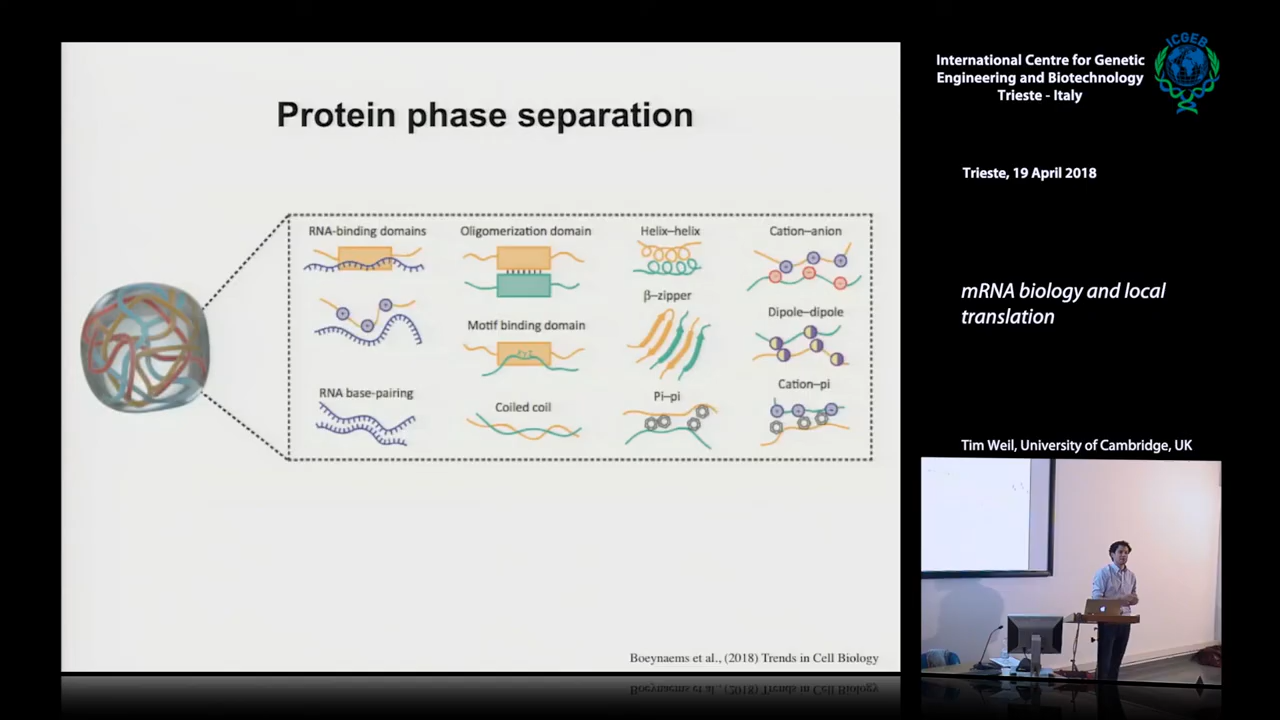 Protein phase separation
RNA-binding domains
Oligomerization domain
Helix–helix
Cation–anion
β–zipper
Dipole–dipole
Motif binding domain
Cation–pi
RNA base-pairing
Pi–pi
Coiled coil
Boeynaems et al., (2018) Trends in Cell Biology
International Centre for Genetic
Engineering and Biotechnology
Trieste - Italy
ICGEB
Trieste, 19 April 2018
mRNA biology and local
translation
Tim Weil, University of Cambridge, UK